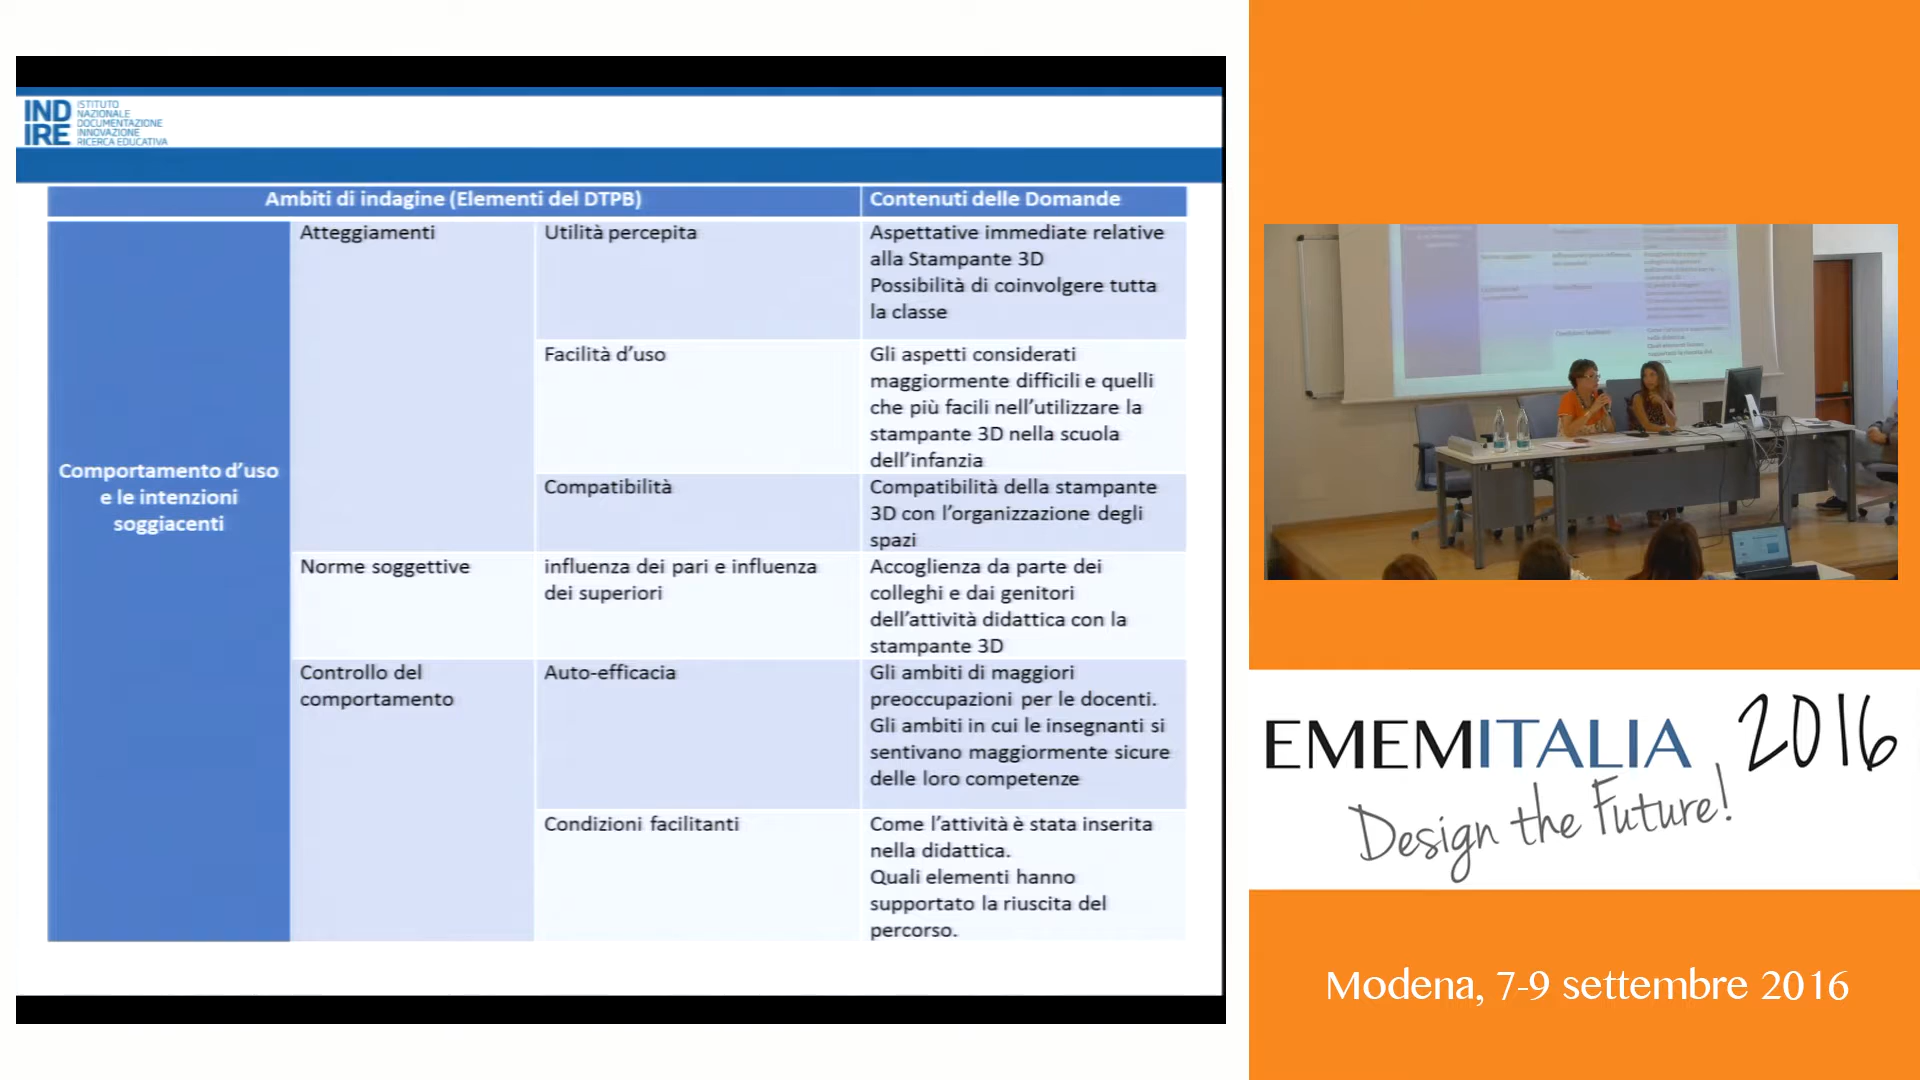 IND
IRE
ISTITUTO
NAZIONALE
DOCUMENTAZIONE
INNOVAZIONE
RICERCA EDUCATIVA
Ambiti di indagine (Elementi del DTPB)
Contenuti delle Domande
Comportamento d'uso
e le intenzioni
soggiacenti
Atteggiamenti
Utilità percepita
Aspettative immediate relative
alla Stampante 3D
Possibilità di coinvolgere tutta
la classe
Facilità d'uso
Gli aspetti considerati
maggiormente difficili e quelli
che più facili nell'utilizzare la
stampante 3D nella scuola
dell'infanzia
Compatibilità
Compatibilità della stampante
3D con l'organizzazione degli
spazi
Norme soggettive
influenza dei pari e influenza
dei superiori
Accoglienza da parte dei
colleghi e dai genitori
dell'attività didattica con la
stampante 3D
Controllo del
comportamento
Auto-efficacia
Gli ambiti di maggiori
preoccupazioni per le docenti.
Gli ambiti in cui le insegnanti si
sentivano maggiormente sicure
delle loro competenze
Condizioni facilitanti
Come l'attività è stata inserita
nella didattica.
Quali elementi hanno
supportato la riuscita del
percorso.
EMEMITALIA 2016
Design the Future!
Modena, 7-9 settembre 2016